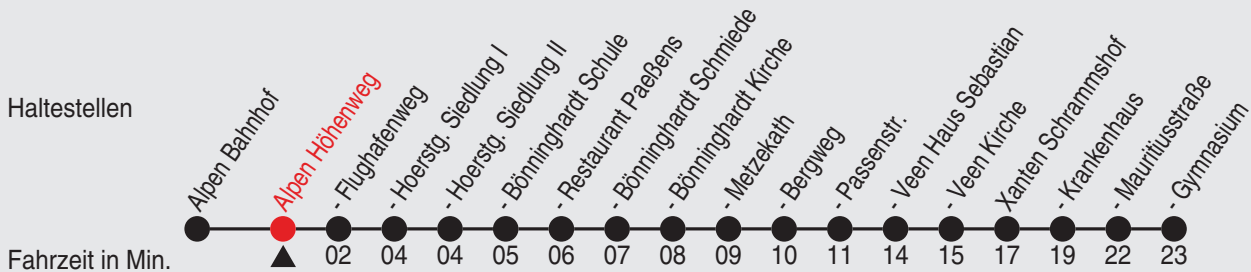 Haltestellen
Alpen Bahnhof
Alpen Höhenweg
- Flughafenweg
- Hoerstg. Siedlung I
- Hoerstg. Siedlung II
- Bönninghardt Schule
- Restaurant Paeßens
- Bönninghardt Schmiede
- Bönninghardt Kirche
- Metzekath
- Bergweg
- Passenstr.
- Veen Haus Sebastian
- Veen Kirche
Xanten Schrammshof
- Krankenhaus
- Mauritiusstraße
- Gymnasium
Fahrzeit in Min. 02 04 04 05 06 07 08 09 10 11 14 15 17 19 22 23